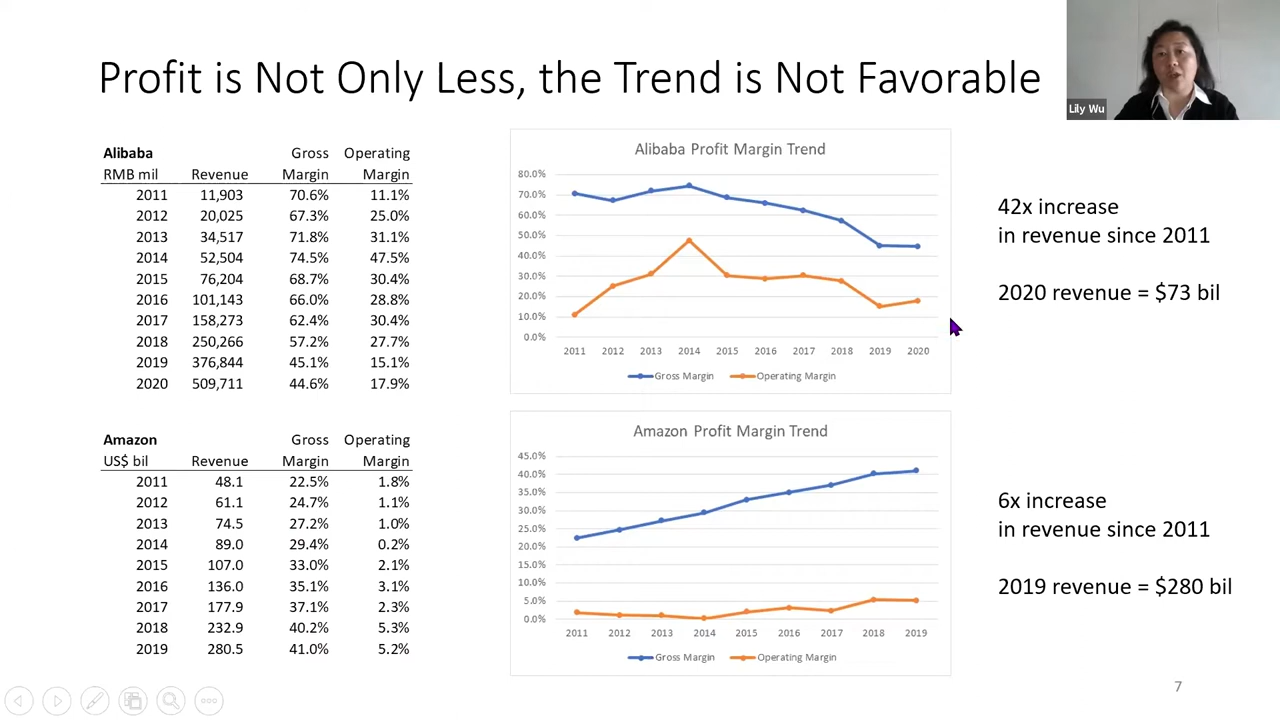 Profit is Not Only Less, the Trend is Not Favorable
Lily Wu
Alibaba Gross Operating
RMB mil Revenue Margin Margin
2011 11,903 70.6% 11.1%
2012 20,025 67.3% 25.0%
2013 34,517 71.8% 31.1%
2014 52,504 74.5% 47.5%
2015 76,204 68.7% 30.4%
2016 101,143 66.0% 28.8%
2017 158,273 62.4% 30.4%
2018 250,266 57.2% 27.7%
2019 376,844 45.1% 15.1%
2020 509,711 44.6% 17.9%
Alibaba Profit Margin Trend
80.0%
70.0%
60.0%
50.0%
40.0%
30.0%
20.0%
10.0%
0.0%
2011 2012 2013 2014 2015 2016 2017 2018 2019 2020
Gross Margin Operating Margin
42x increase
in revenue since 2011
2020 revenue = $73 bil
Amazon Gross Operating
US$ bil Revenue Margin Margin
2011 48.1 22.5% 1.8%
2012 61.1 24.7% 1.1%
2013 74.5 27.2% 1.0%
2014 89.0 29.4% 0.2%
2015 107.0 33.0% 2.1%
2016 136.0 35.1% 3.1%
2017 177.9 37.1% 2.3%
2018 232.9 40.2% 5.3%
2019 280.5 41.0% 5.2%
Amazon Profit Margin Trend
45.0%
40.0%
35.0%
30.0%
25.0%
20.0%
15.0%
10.0%
5.0%
0.0%
2011 2012 2013 2014 2015 2016 2017 2018 2019
Gross Margin Operating Margin
6x increase
in revenue since 2011
2019 revenue = $280 bil
7